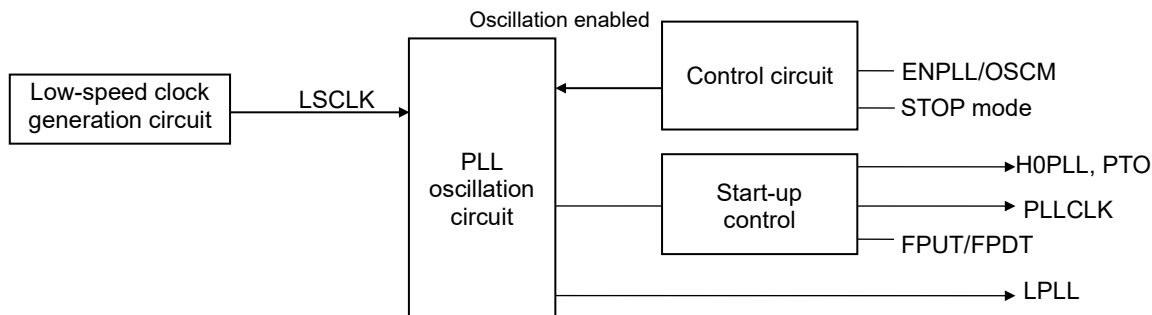 Oscillation enabled
Low-speed clock
generation circuit
LSCLK
PLL
oscillation
circuit
Control circuit
ENPLL/OSCM
STOP mode
Start-up
control
H0PLL, PTO
PLLCLK
FPUT/FPDT
LPLL